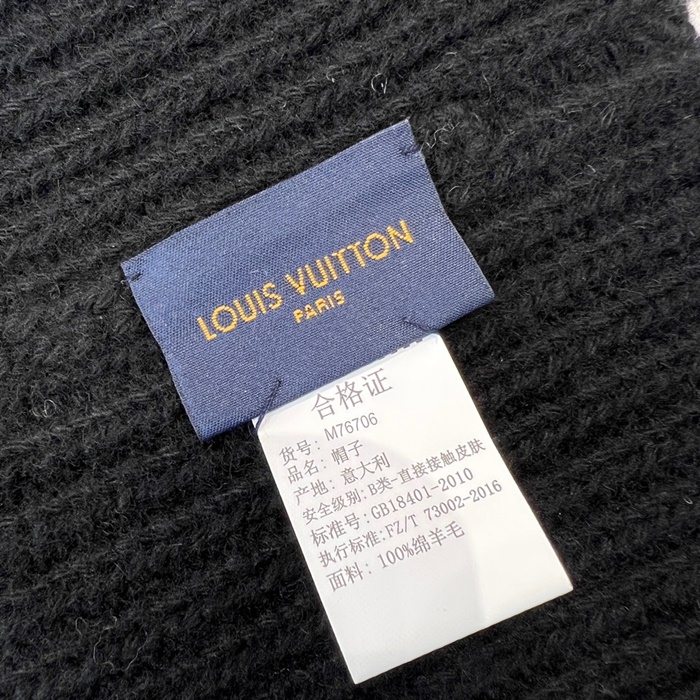 LOUIS VUITTON
PARIS
合格证
货号: M76706
品名: 帽子
产地: 意大利
安全级别: B类-直接接触皮肤
标准号: GB18401-2010
执行标准: FZ/T 73002-2016
面料: 100%绵羊毛